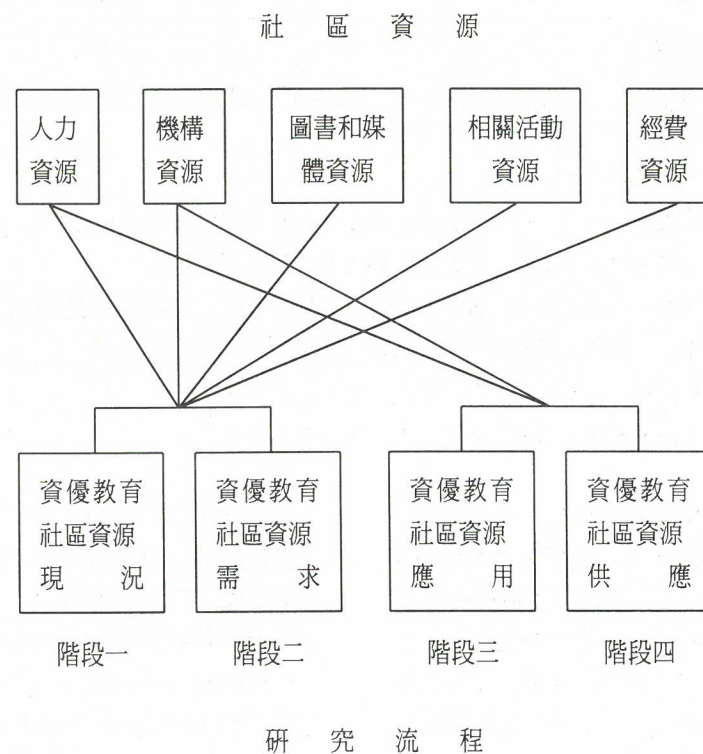 社區資源
人力
資源
機構
資源
圖書和媒
體資源
相關活動
資源
經費
資源
資優教育
社區資源
現況
資優教育
社區資源
需求
資優教育
社區資源
應用
資優教育
社區資源
供應
階段一
階段二
階段三
階段四
研究流程